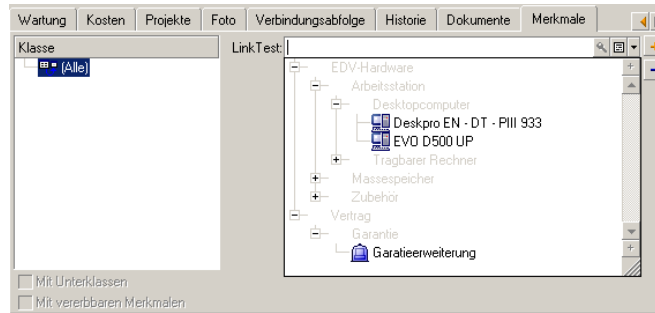 Wartung Kosten Projekte Foto Verbindungsabfolge Historie Dokumente Merkmale
Klasse
(Alle)
LinkTest:
EDV-Hardware
Arbeitsstation
Desktopcomputer
Deskpro EN - DT - PIII 933
EVO D500 UP
Tragbarer Rechner
Massespeicher
Zubehör
Vertrag
Garantie
Garatieerweiterung
Mit Unterklassen
Mit vererbbaren Merkmalen